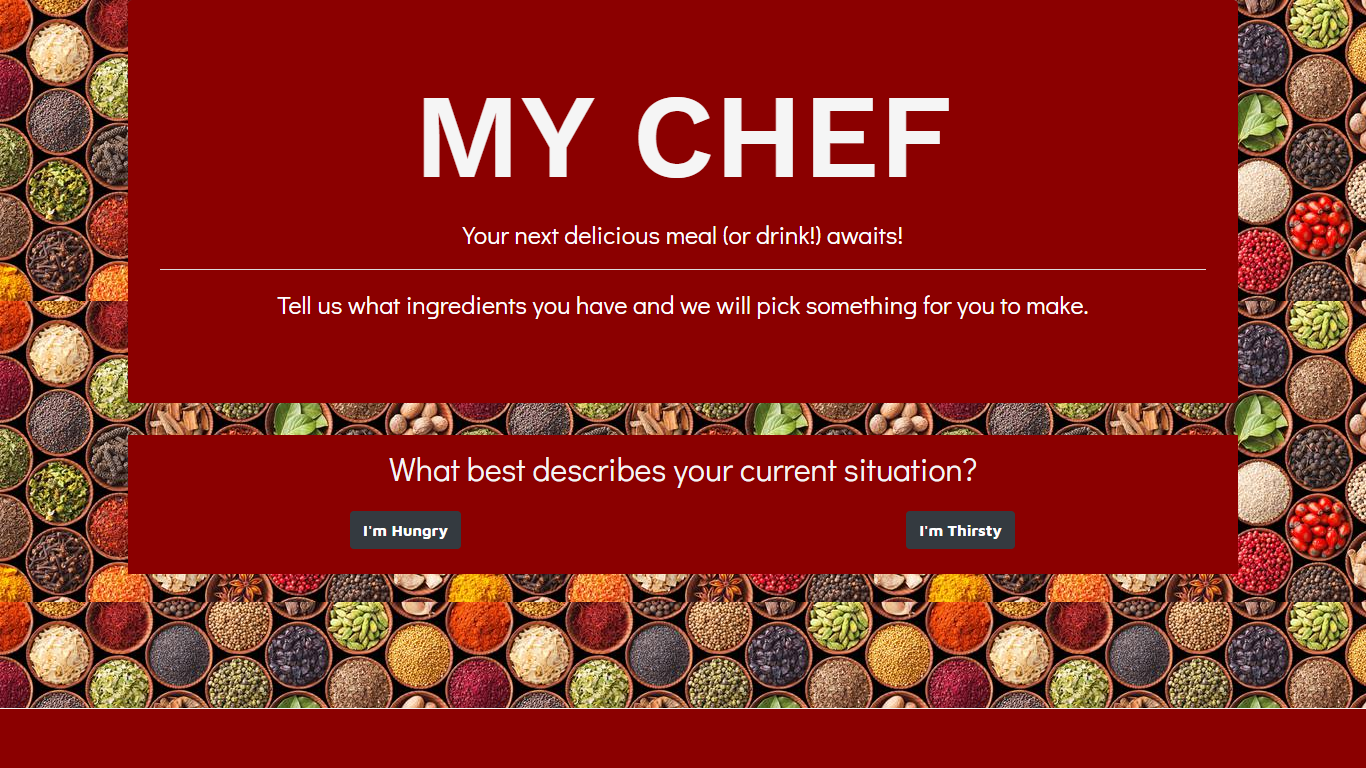 MY CHEF
Your next delicious meal (or drink!) awaits!
Tell us what ingredients you have and we will pick something for you to make.
What best describes your current situation?
I'm Hungry
I'm Thirsty